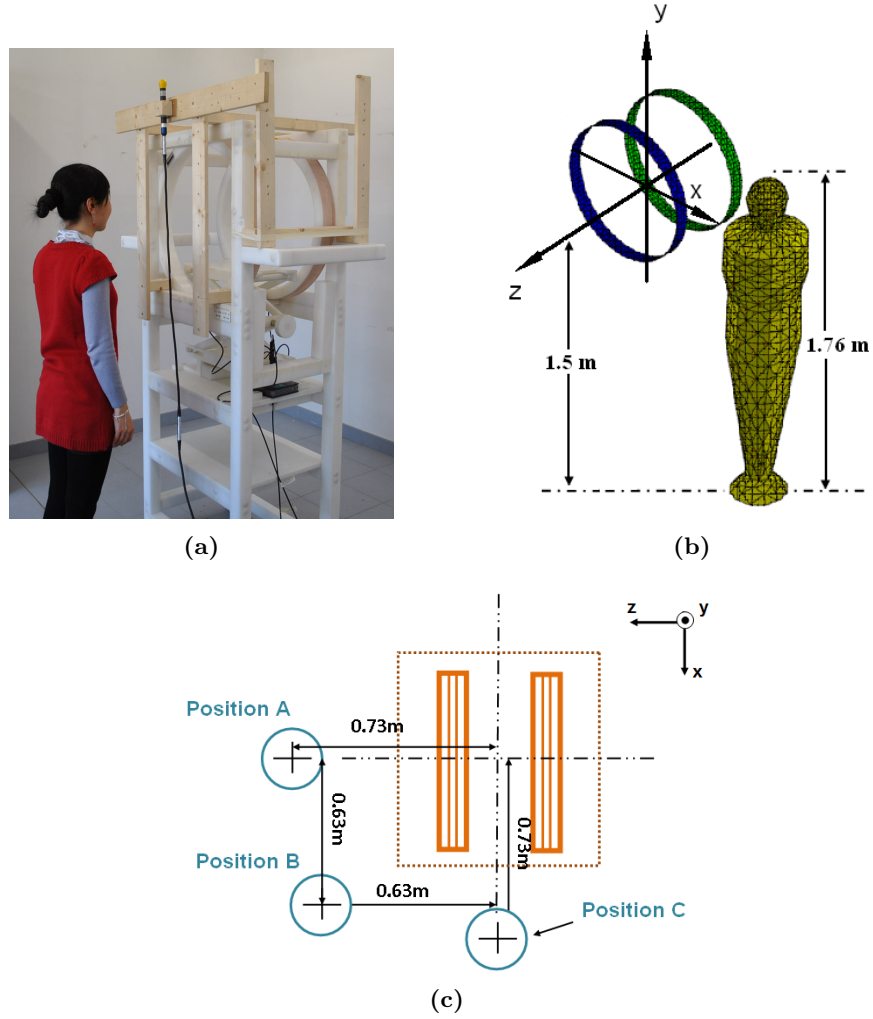 y
x
z
1.5 m
1.76 m
(a)
(b)
z
y
x
Position A
0.73m
0.63m
0.73m
Position B
0.63m
Position C
(c)